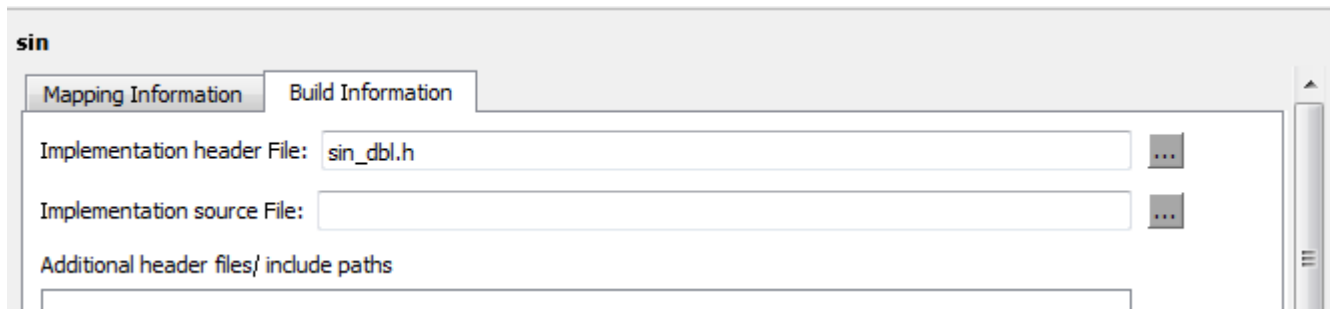 sin
Mapping Information Build Information
Implementation header File: sin_dbl.h ...
Implementation source File: ...
Additional header files/ include paths